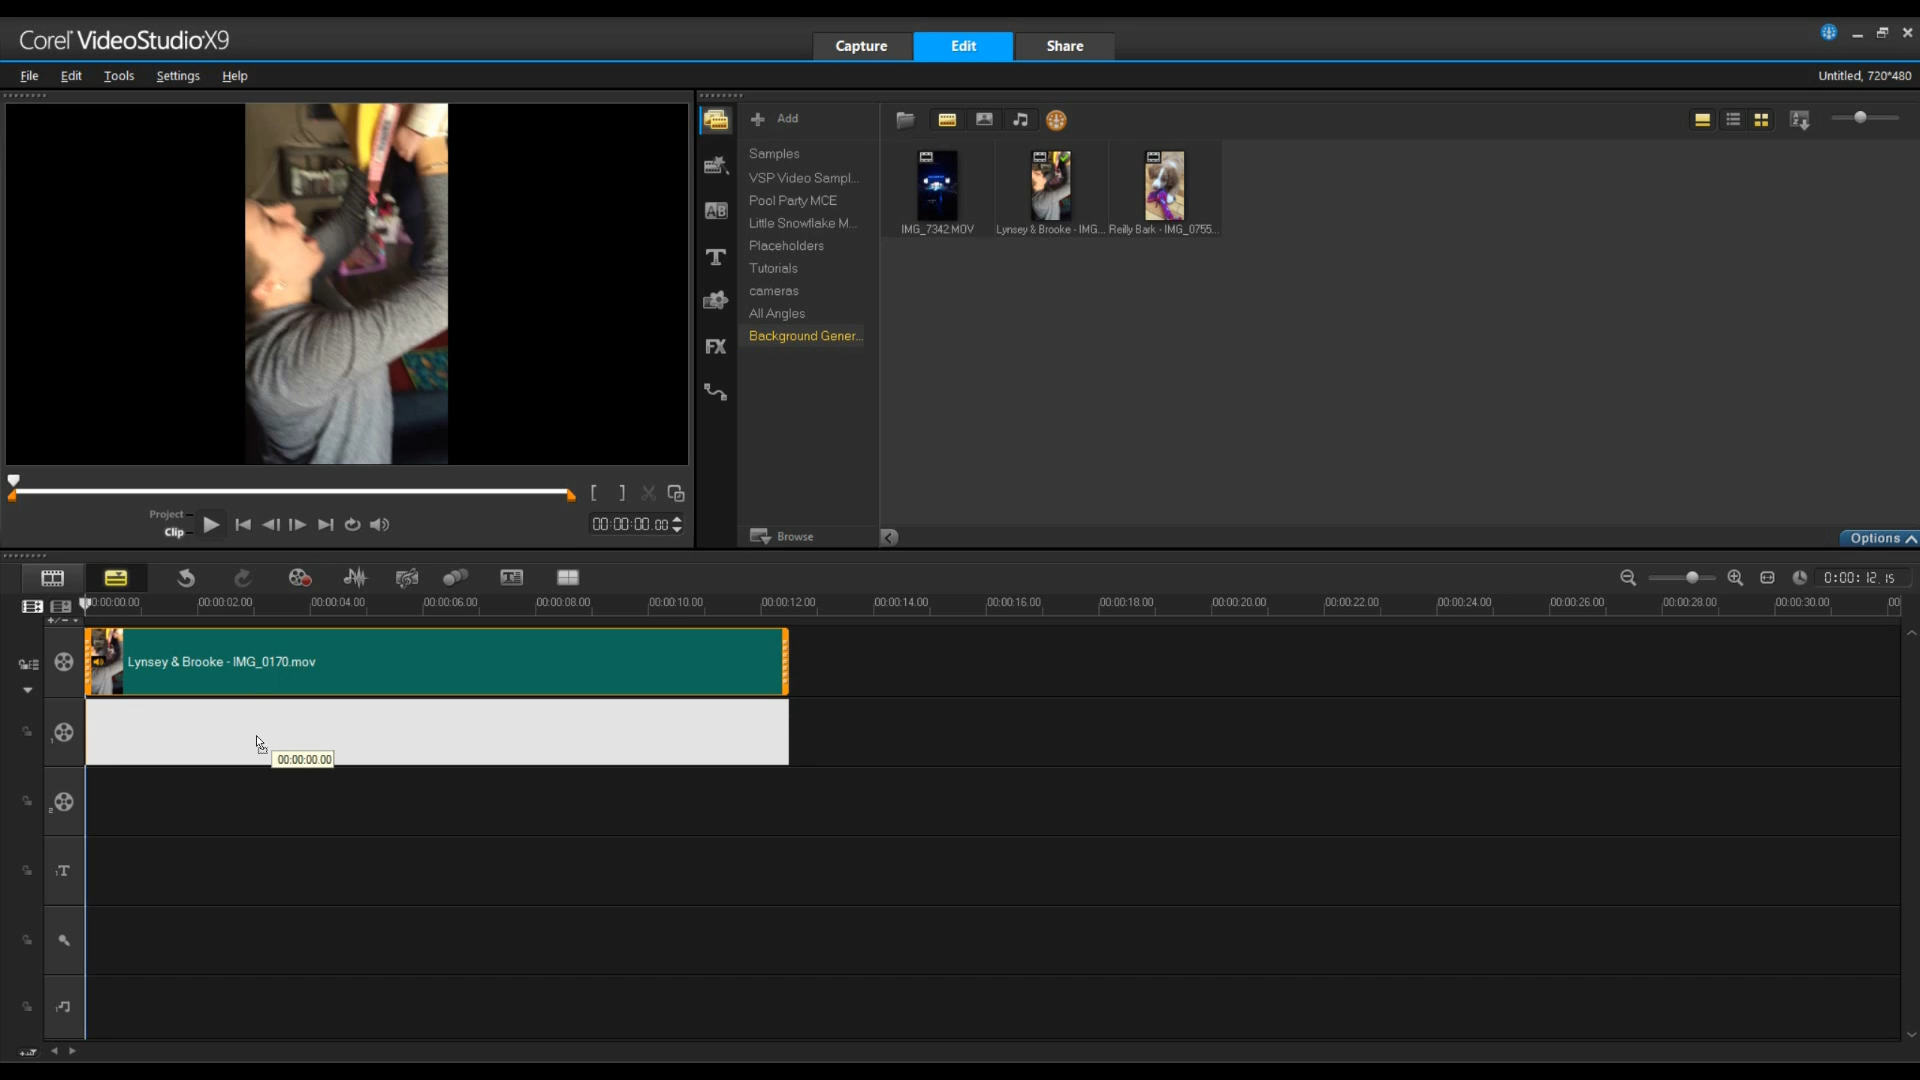 Corel VideoStudio X9
Capture
Edit
Share
File
Edit
Tools
Settings
Help
Untitled, 720*480
Add
Samples
VSP Video Sampl...
Pool Party MCE
Little Snowflake M...
Placeholders
Tutorials
cameras
All Angles
Background Gener...
Browse
AB
T
FX
IMG_7342.MOV
Lynsey & Brooke - IMG...
Reilly Bark - IMG_0755...
Options
Project
Clip
[ ]
00:00:00.00
0:00:12.15
00:00:00.00
00:00:02.00
00:00:04.00
00:00:06.00
00:00:08.00
00:00:10.00
00:00:12.00
00:00:14.00
00:00:16.00
00:00:18.00
00:00:20.00
00:00:22.00
00:00:24.00
00:00:26.00
00:00:28.00
00:00:30.00
00
Lynsey & Brooke - IMG_0170.mov
1
00:00:00.00
2
1T
1